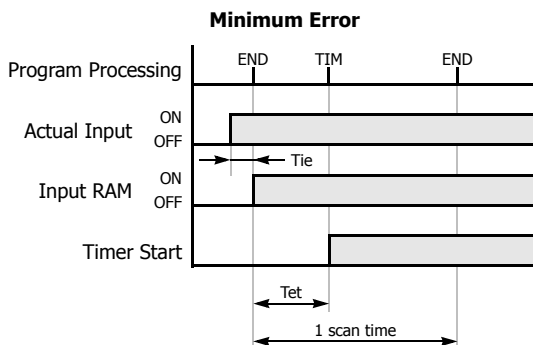 Minimum Error
END TIM END
Program Processing
ON
Actual Input
OFF
Tie
ON
Input RAM
OFF
Timer Start
Tet
1 scan time